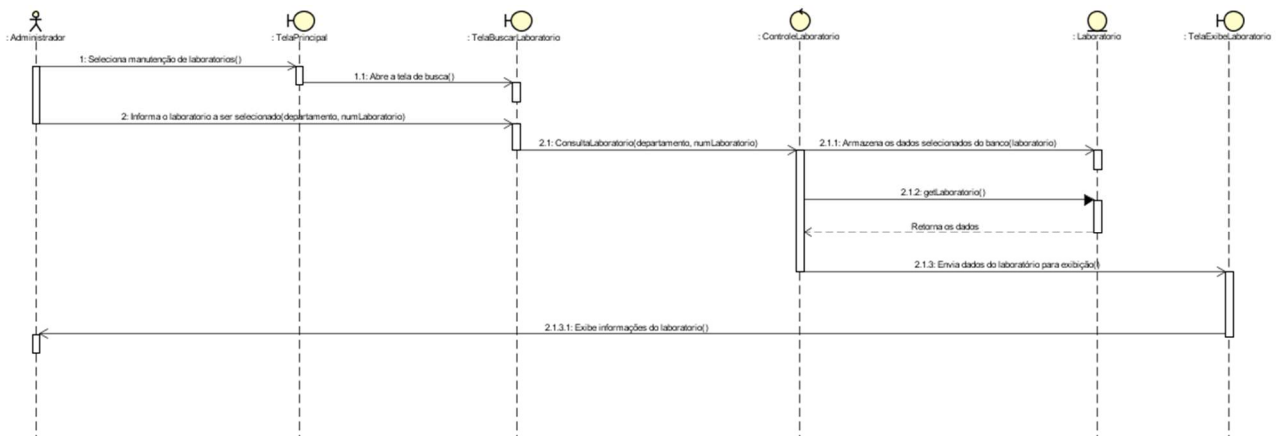 : Administrador
: TelaPrincipal
: TelaBuscarLaboratorio
: ControleLaboratorio
: Laboratorio
: TelaExibeLaboratorio
1: Seleciona manutenção de laboratorios()
1.1: Abre a tela de busca()
2: Informa o laboratorio a ser selecionado(departamento, numLaboratorio)
2.1: ConsultaLaboratorio(departamento, numLaboratorio)
2.1.1: Armazena os dados selecionados do banco(laboratorio)
2.1.2: getLaboratorio()
Retorna os dados
2.1.3: Envia dados do laboratório para exibição()
2.1.3.1: Exibe informações do laboratorio()